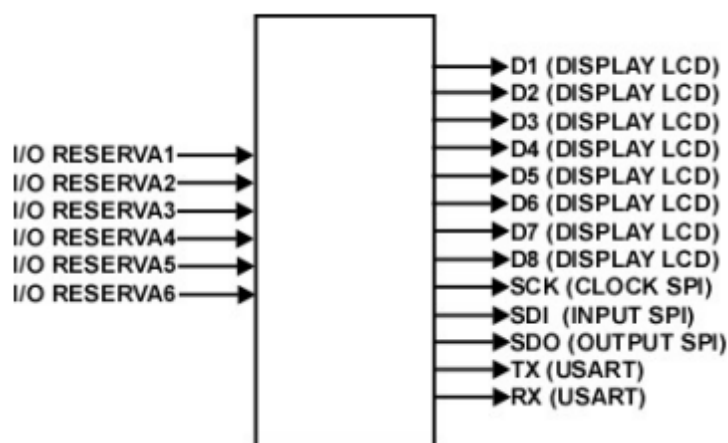 I/O RESERVA1
I/O RESERVA2
I/O RESERVA3
I/O RESERVA4
I/O RESERVA5
I/O RESERVA6
D1 (DISPLAY LCD)
D2 (DISPLAY LCD)
D3 (DISPLAY LCD)
D4 (DISPLAY LCD)
D5 (DISPLAY LCD)
D6 (DISPLAY LCD)
D7 (DISPLAY LCD)
D8 (DISPLAY LCD)
SCK (CLOCK SPI)
SDI (INPUT SPI)
SDO (OUTPUT SPI)
TX (USART)
RX (USART)